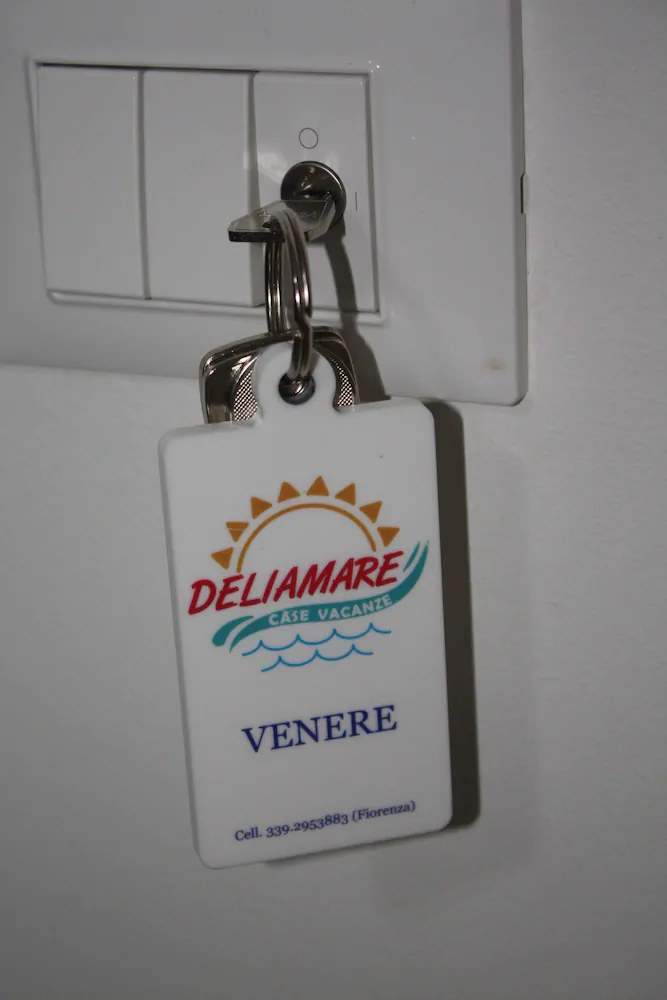 DELIAMARE
CASE VACANZE
VENERE
Cell. 339.2953883 (Fiorenza)